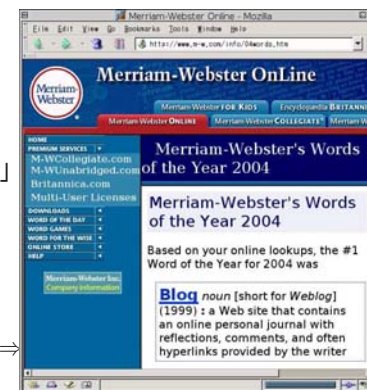 Merriam-Webster Online - Mozilla
File Edit View Go Bookmarks Tools Window Help
http://www.m-w.com/info/04words.htm
Merriam-Webster
Merriam-Webster OnLine
Merriam-Webster FOR KIDS Encyclopædia BRITANNI
Merriam-Webster ONLINE Merriam-Webster COLLEGIATE® Merriam-W
HOME
PREMIUM SERVICES
M-WCollegiate.com
M-WUnabridged.com
Britannica.com
Multi-User Licenses
DOWNLOADS
WORD OF THE DAY
WORD GAMES
WORD FOR THE WISE
ONLINE STORE
HELP
Merriam-Webster Inc.
Company information
Merriam-Webster's Words
of the Year 2004
Merriam-Webster's Words
of the Year 2004
Based on your online lookups, the #1
Word of the Year for 2004 was
Blog noun [short for Weblog]
(1999) : a Web site that contains
an online personal journal with
reflections, comments, and often
hyperlinks provided by the writer
」
⇒